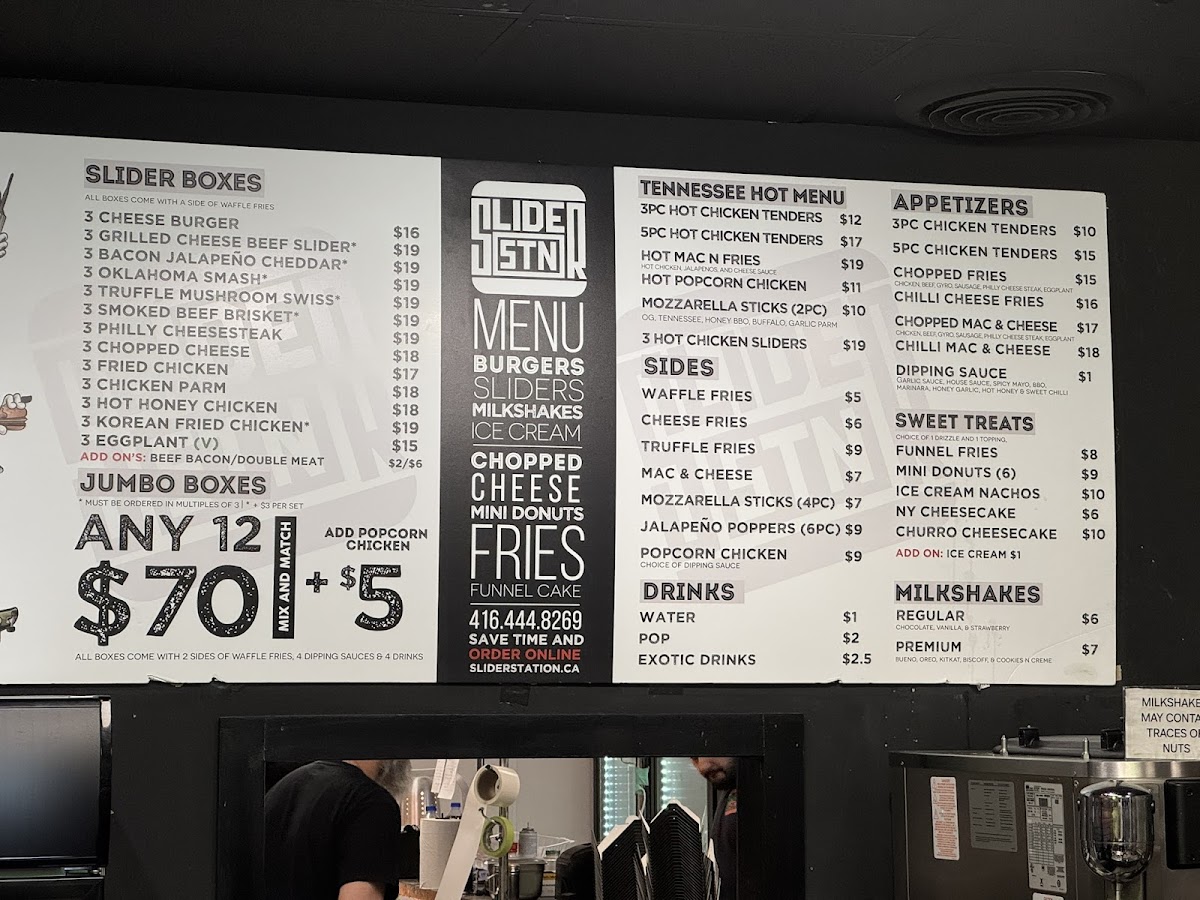 SLIDER BOXES
ALL BOXES COME WITH A SIDE OF WAFFLE FRIES
3 CHEESE BURGER $16
3 GRILLED CHEESE BEEF SLIDER* $19
3 BACON JALAPEÑO CHEDDAR* $19
3 OKLAHOMA SMASH* $19
3 TRUFFLE MUSHROOM SWISS* $19
3 SMOKED BEEF BRISKET* $19
3 PHILLY CHEESESTEAK $19
3 CHOPPED CHEESE $18
3 FRIED CHICKEN $17
3 CHICKEN PARM $18
3 HOT HONEY CHICKEN $18
3 KOREAN FRIED CHICKEN* $19
3 EGGPLANT (V) $15
ADD ON'S: BEEF BACON/DOUBLE MEAT $2/$6
JUMBO BOXES
* MUST BE ORDERED IN MULTIPLES OF 3 | * + $3 PER SET
ANY 12
$70
MIX AND MATCH
ADD POPCORN
CHICKEN
+ $5
ALL BOXES COME WITH 2 SIDES OF WAFFLE FRIES, 4 DIPPING SAUCES & 4 DRINKS
SLIDER
STN
MENU
BURGERS
SLIDERS
MILKSHAKES
ICE CREAM
CHOPPED
CHEESE
MINI DONUTS
FRIES
FUNNEL CAKE
416.444.8269
SAVE TIME AND
ORDER ONLINE
SLIDERSTATION.CA
TENNESSEE HOT MENU
3PC HOT CHICKEN TENDERS $12
5PC HOT CHICKEN TENDERS $17
HOT MAC N FRIES $19
HOT CHICKEN, JALAPENOS, AND CHEESE SAUCE
HOT POPCORN CHICKEN $11
MOZZARELLA STICKS (2PC) $10
OG, TENNESSEE, HONEY BBQ, BUFFALO, GARLIC PARM
3 HOT CHICKEN SLIDERS $19
SIDES
WAFFLE FRIES $5
CHEESE FRIES $6
TRUFFLE FRIES $9
MAC & CHEESE $7
MOZZARELLA STICKS (4PC) $7
JALAPEÑO POPPERS (6PC) $9
POPCORN CHICKEN $9
CHOICE OF DIPPING SAUCE
DRINKS
WATER $1
POP $2
EXOTIC DRINKS $2.5
APPETIZERS
3PC CHICKEN TENDERS $10
5PC CHICKEN TENDERS $15
CHOPPED FRIES $15
CHICKEN, BEEF GYRO, SAUSAGE, PHILLY CHEESE STEAK, EGGPLANT
CHILLI CHEESE FRIES $16
CHOPPED MAC & CHEESE $17
CHICKEN, BEEF, GYRO, SAUSAGE, PHILLY CHEESE STEAK, EGGPLANT
CHILLI MAC & CHEESE $18
DIPPING SAUCE $1
GARLIC SAUCE, HOUSE SAUCE, SPICY MAYO, BBQ,
MARINARA, HONEY GARLIC, HOT HONEY & SWEET CHILLI
SWEET TREATS
CHOICE OF 1 DRIZZLE AND 1 TOPPING,
FUNNEL FRIES $8
MINI DONUTS (6) $9
ICE CREAM NACHOS $10
NY CHEESECAKE $6
CHURRO CHEESECAKE $10
ADD ON: ICE CREAM $1
MILKSHAKES
REGULAR $6
CHOCOLATE, VANILLA, & STRAWBERRY
PREMIUM $7
BUENO, OREO, KITKAT, BISCOFF, & COOKIES N CREME
MILKSHAKE
MAY CONTA
TRACES OF
NUTS